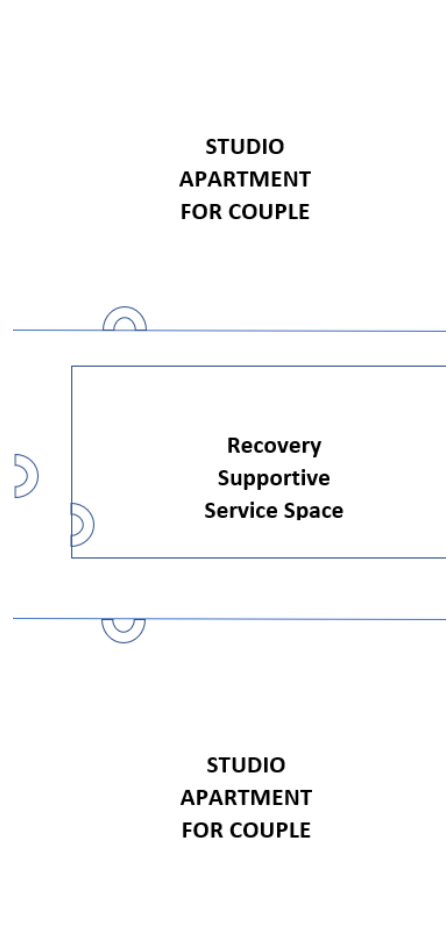 STUDIO
APARTMENT
FOR COUPLE
Recovery
Supportive
Service Space
STUDIO
APARTMENT
FOR COUPLE